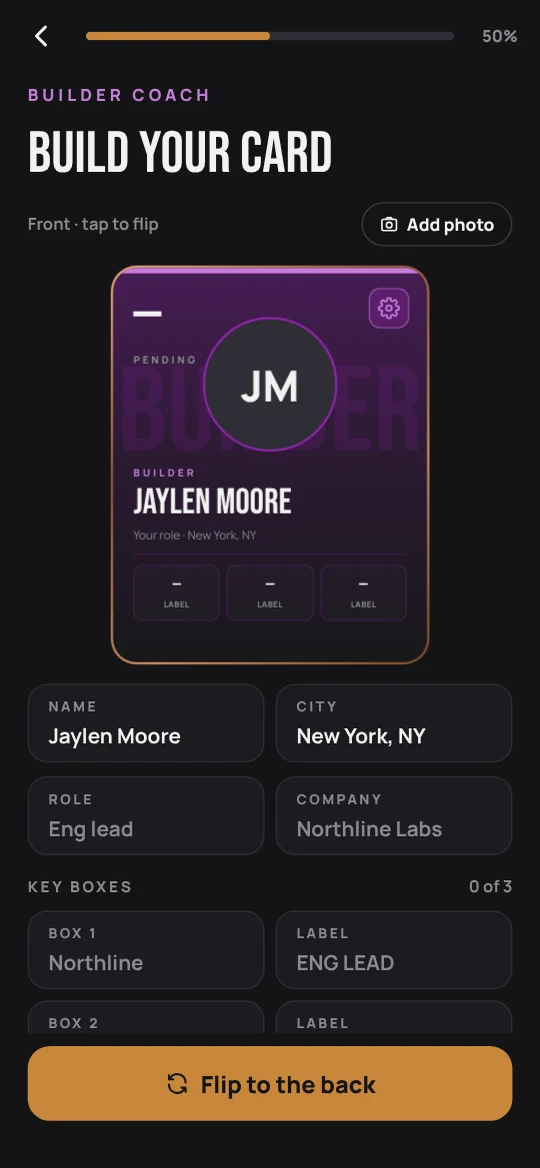 50%
BUILDER COACH
BUILD YOUR CARD
Front · tap to flip
Add photo
PENDING
BUILDER
JM
BUILDER
JAYLEN MOORE
Your role · New York, NY
–
–
–
LABEL
LABEL
LABEL
NAME
CITY
Jaylen Moore
New York, NY
ROLE
COMPANY
Eng lead
Northline Labs
KEY BOXES
0 of 3
BOX 1
LABEL
Northline
ENG LEAD
BOX 2
LABEL
Flip to the back